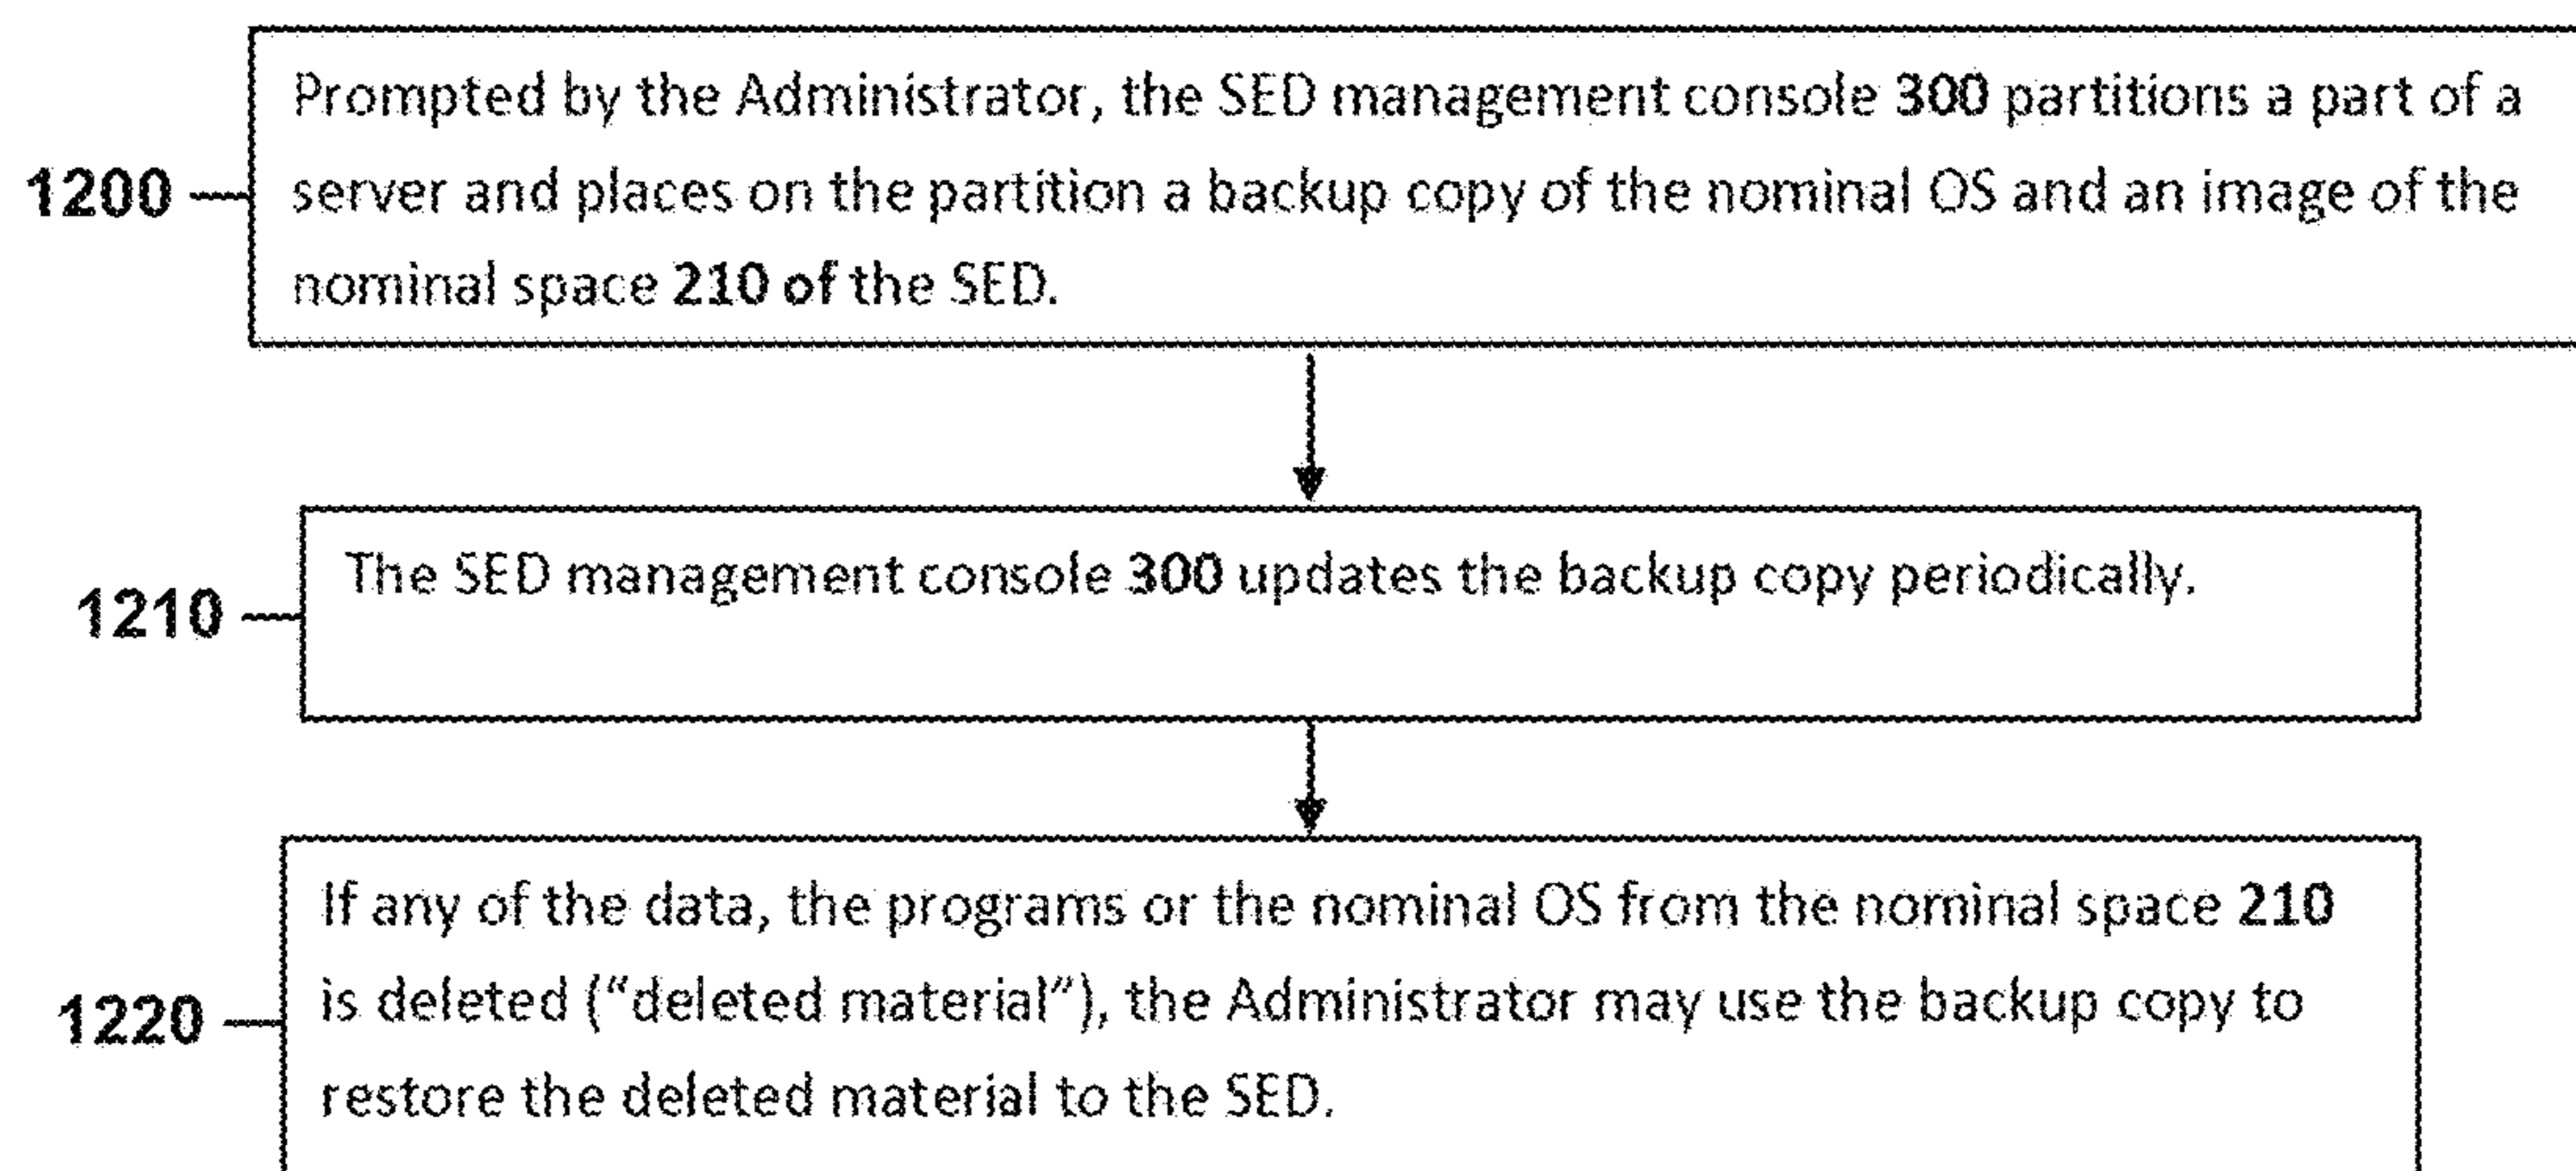 Prompted by the Administrator, the SED management console 300 partitions a part of a
1200
server and places on the partition a backup copy of the nominal OS and an image of the
nominal space 210 of the SED.
The SED management console 300 updates the backup copy periodically.
1210
If any of the data, the programs or the nominal OS from the nominal space 210
is deleted ("deleted material"), the Administrator may use the backup copy to
1220
restore the deleted material to the SED.